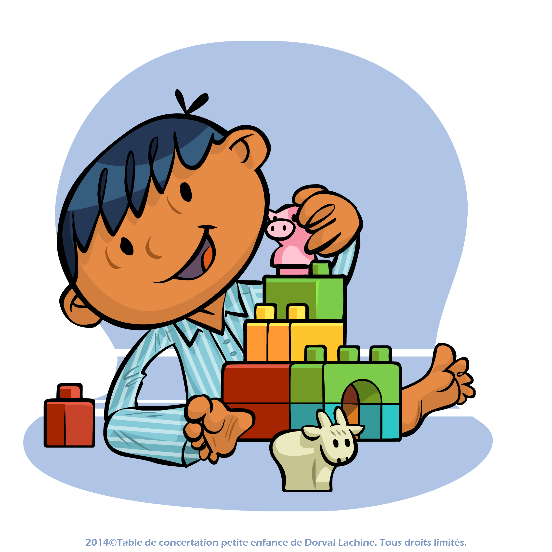 2014©Table de concertation petite enfance de Dorval Lachine. Tous droits limités.